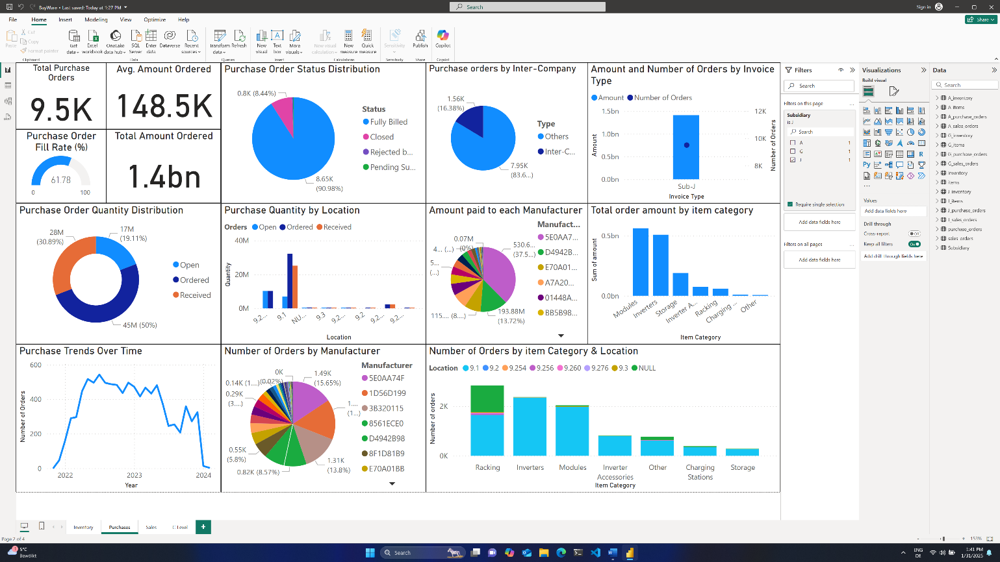 BayWare • Last saved: Today at 1:27 PM
Search
Sign in
File Home Insert Modeling View Optimize Help
Share
Paste
Cut
Copy
Format painter
Clipboard
Get data
Excel workbook
OneLake data hub
SQL Server
Enter data
Dataverse
Recent sources
Data
Transform data
Refresh
Queries
New visual
Text box
More visuals
Insert
New visual calculation
New measure
Quick measure
Calculations
Sensitivity
Sensitivity
Publish
Share
Copilot
Copilot
Total Purchase Orders
9.5K
Avg. Amount Ordered
148.5K
Purchase Order Fill Rate (%)
61.78
0 100
Total Amount Ordered
1.4bn
Purchase Order Status Distribution
0.8K (8.44%)
8.65K (90.98%)
Status
Fully Billed
Closed
Rejected b...
Pending Su...
Purchase orders by Inter-Company
1.56K (16.38%)
7.95K (83.6...)
Type
Others
Inter-C...
Amount and Number of Orders by Invoice Type
Amount Number of Orders
1.5bn
1.0bn
0.5bn
0.0bn
Amount
12K
10K
8K
Number of Orders
Sub-J
Invoice Type
Purchase Order Quantity Distribution
28M (30.89%)
17M (19.11%)
45M (50%)
Open
Ordered
Received
Purchase Quantity by Location
Orders Open Ordered Received
40M
20M
0M
Quantity
9.2... 9.1 NU... 9.3 9.2... 9.2 9.2... 9.2...
Location
Amount paid to each Manufacturer
0.07M (0%)
4... (...)
5... (...)
530.6... (37.5...)
193.88M (13.72%)
115.... (8....)
Manufact...
5E0AA7...
D4942B...
E70A01...
A7A20...
01448A...
BB5B98...
Total order amount by item category
0.5bn
0.0bn
Sum of amount
Modules Inverters Storage Inverter A... Racking Charging ... Other
Item Category
Purchase Trends Over Time
600
400
200
0
Number of Orders
2022 2023 2024
Year
Number of Orders by Manufacturer
0K (0.02%)
0.14K (1....)
0.29K (3....)
1.49K (15.65%)
1.... (1...)
0.55K (5.8%)
0.82K (8.57%)
1.31K (13.8%)
Manufacturer
5E0AA74F
1D56D199
3B320115
8561ECE0
D4942B98
8F1D81B9
E70A01BB
Number of Orders by item Category & Location
Location 9.1 9.2 9.254 9.256 9.260 9.276 9.3 NULL
2K
0K
Number of orders
Racking Inverters Modules Inverter Accessories Other Charging Stations Storage
Item Category
Filters
Search
Filters on this page ...
Subsidiary
is J
Search
A 1
G 1
J 1
Require single selection
Add data fields here
Filters on all pages ...
Add data fields here
Visualizations
Build visual
...
Values
Add data fields here
Drill through
Cross-report Off
Keep all filters On
Add drill through fields here
Data
Search
A_inventory
A_items
A_purchase_orders
A_sales_orders
G_inventory
G_items
G_purchase_orders
G_sales_orders
inventory
items
J_inventory
J_items
J_purchase_orders
J_sales_orders
purchase_orders
sales_orders
Subsidiary
Inventory Purchases Sales C Level +
Page 2 of 4
153%
1
5°C
Bewölkt
Search
ENG
DE
1:41 PM
1/31/2025